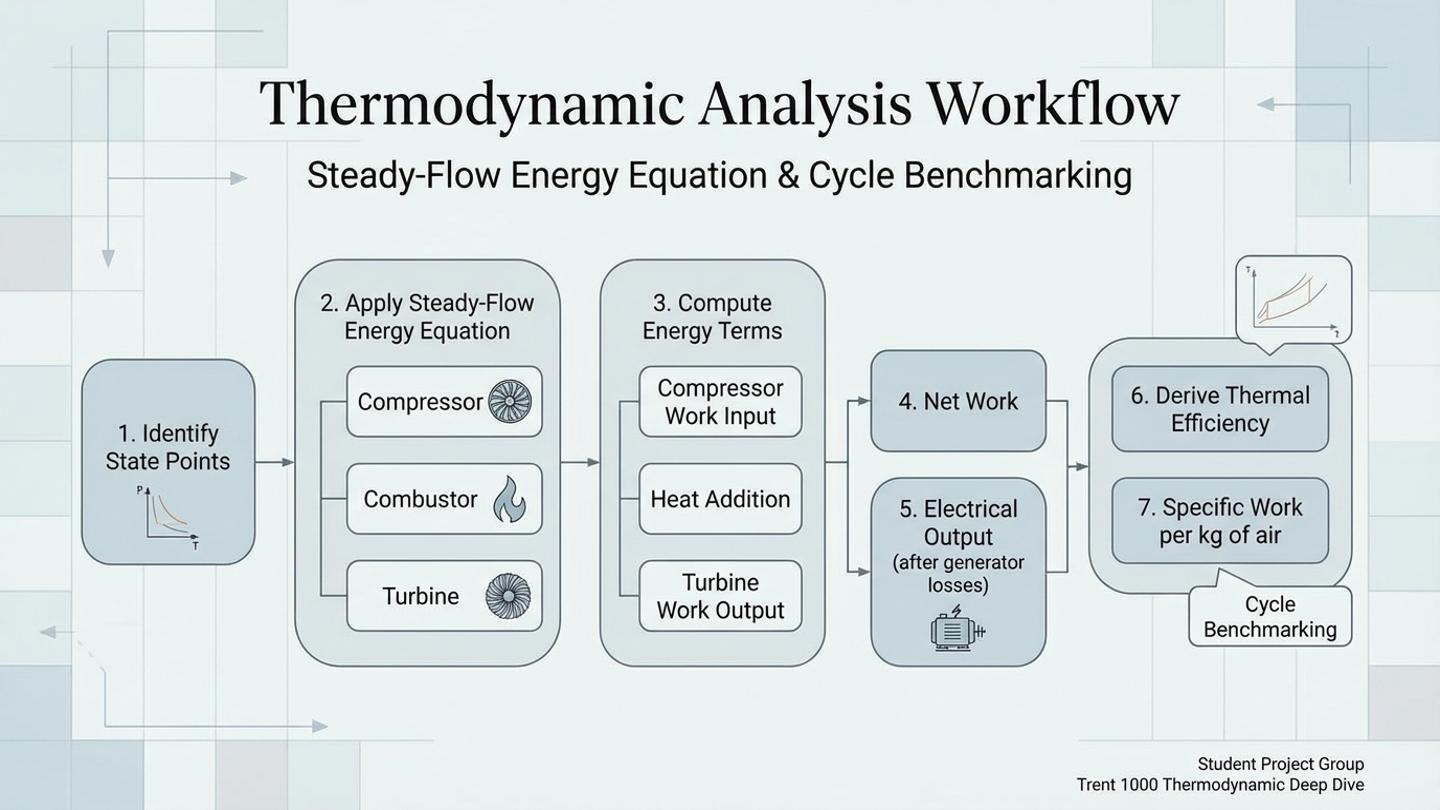 Thermodynamic Analysis Workflow
Steady-Flow Energy Equation & Cycle Benchmarking
1. Identify
State Points
P
T
2. Apply Steady-Flow
Energy Equation
Compressor
Combustor
Turbine
3. Compute
Energy Terms
Compressor
Work Input
Heat Addition
Turbine
Work Output
4. Net Work
5. Electrical
Output
(after generator
losses)
6. Derive Thermal
Efficiency
7. Specific Work
per kg of air
Cycle
Benchmarking
Student Project Group
Trent 1000 Thermodynamic Deep Dive